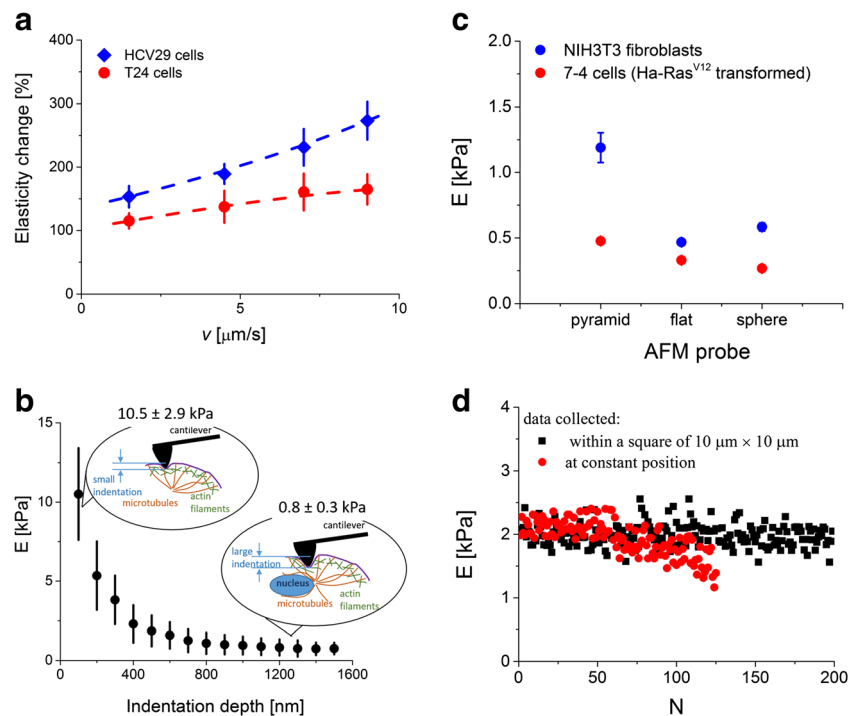 a
400
300
200
100
0
0
5
10
Elasticity change [%]
v [µm/s]
HCV29 cells
T24 cells
b
15
10
5
0
0
400
800
1200
1600
E [kPa]
Indentation depth [nm]
10.5 ± 2.9 kPa
cantilever
small
indentation
microtubules
actin
filaments
0.8 ± 0.3 kPa
cantilever
large
indentation
nucleus
microtubules
actin
filaments
c
2.0
1.5
1.0
0.5
0.0
E [kPa]
NIH3T3 fibroblasts
7-4 cells (Ha-RasV12 transformed)
pyramid
flat
sphere
AFM probe
d
4
3
2
1
0
E [kPa]
data collected:
within a square of 10 µm × 10 µm
at constant position
0
50
100
150
200
N